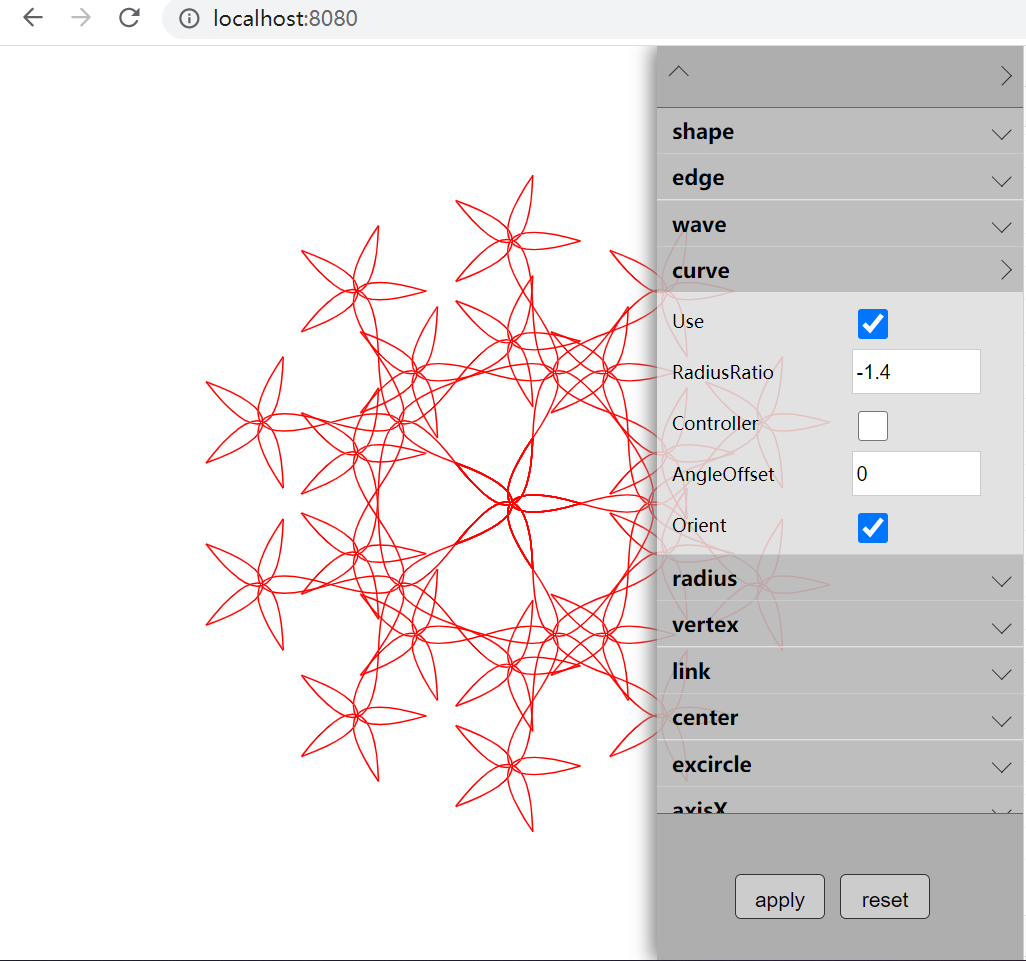 localhost:8080
shape
edge
wave
curve
Use
RadiusRatio -1.4
Controller
AngleOffset 0
Orient
radius
vertex
link
center
excircle
axisX
apply reset